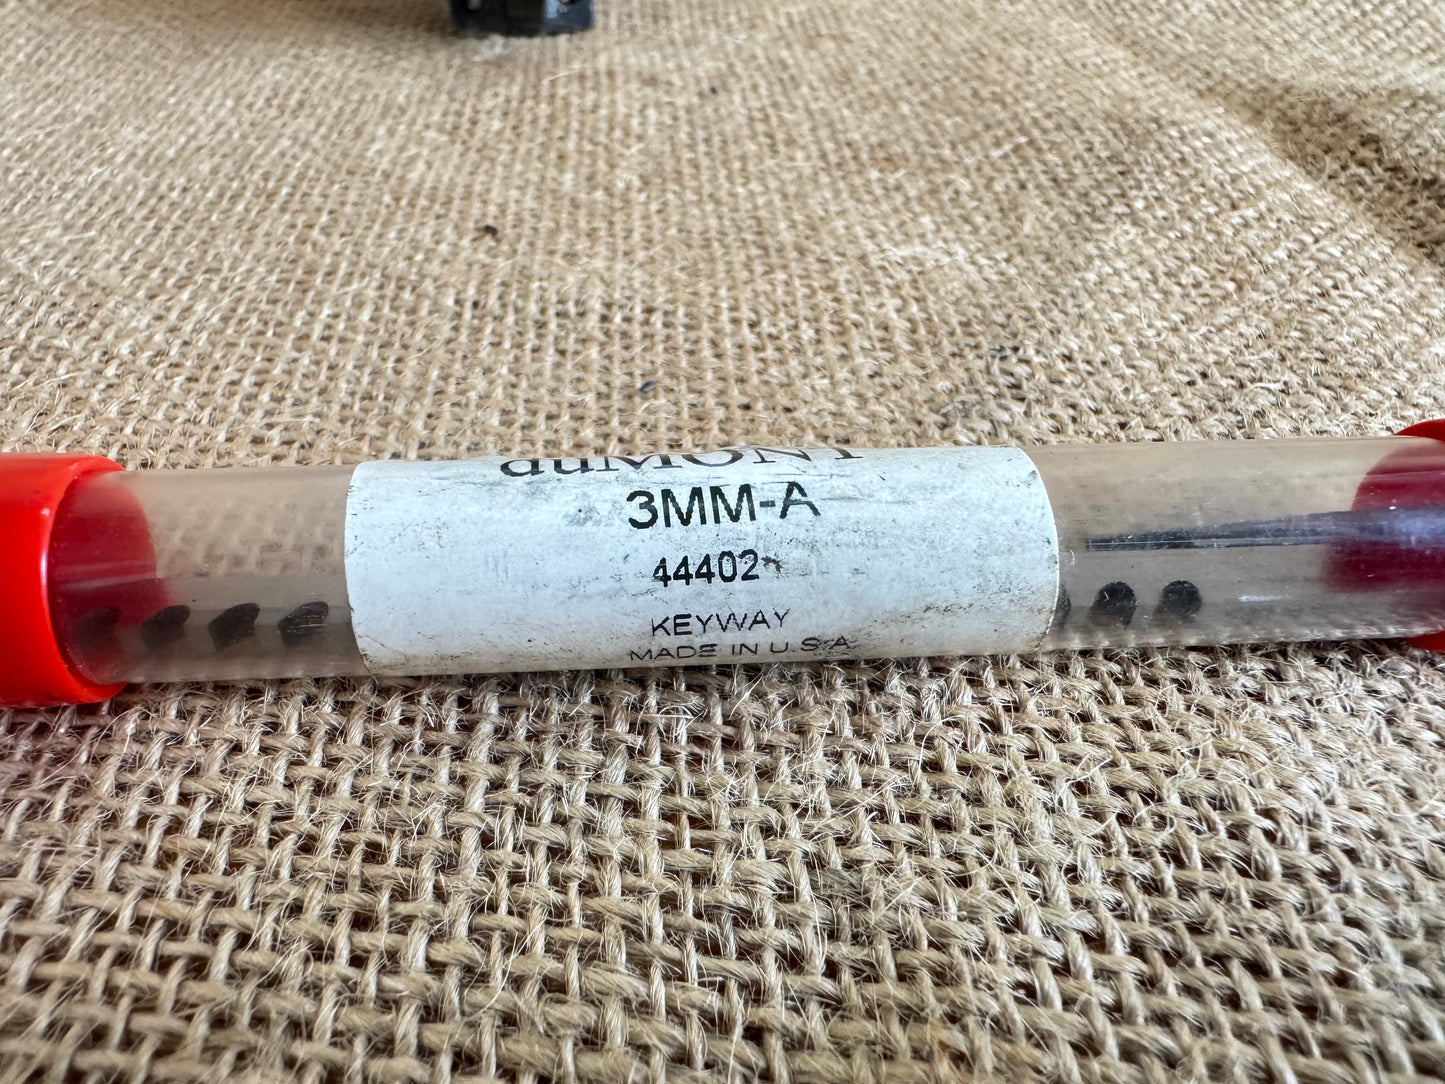 duMONT
3MM-A
44402
KEYWAY
MADE IN U.S.A.